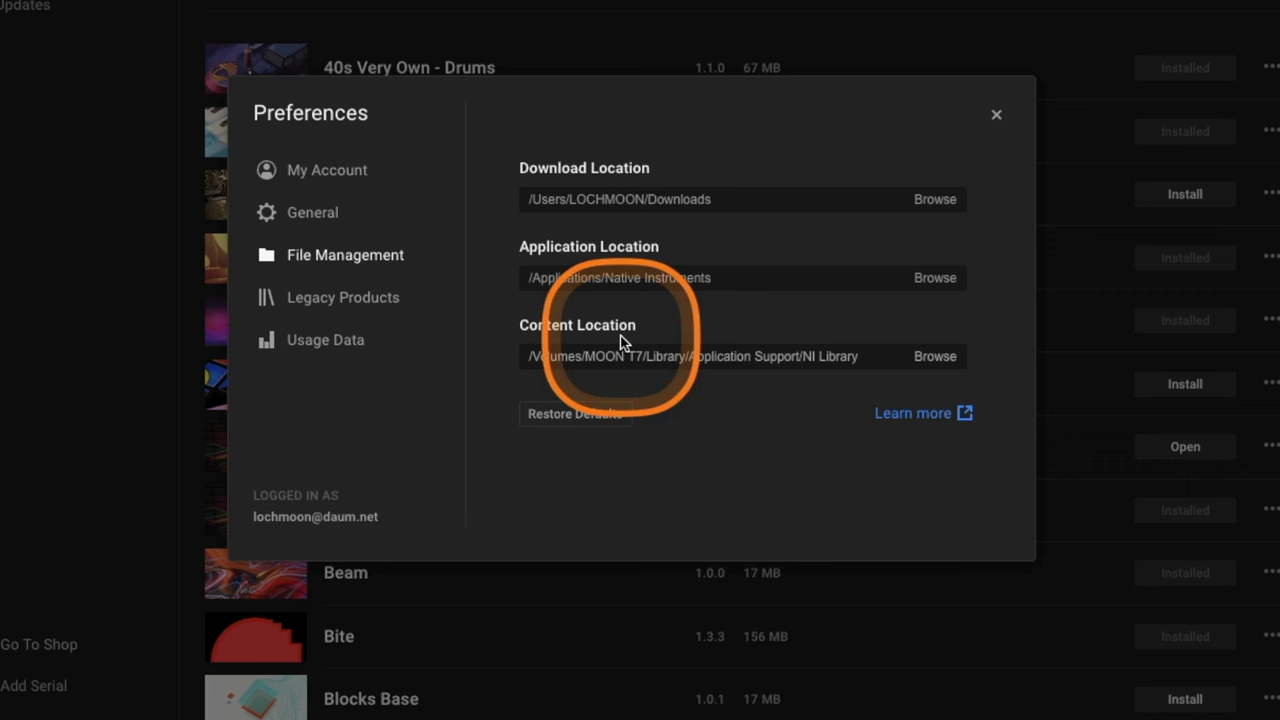 Updates
40s Very Own - Drums 1.1.0 67 MB Installed
Preferences
Installed
My Account
Download Location
Install
/Users/LOCHMOON/Downloads Browse
General
Application Location
File Management
Installed
/Applications/Native Instruments Browse
Legacy Products
Content Location
Installed
Usage Data
/Volumes/MOON T7/Library/Application Support/NI Library Browse
Install
Restore Defaults
Learn more
Open
LOGGED IN AS
lochmoon@daum.net
Installed
Beam 1.0.0 17 MB Installed
Bite 1.3.3 156 MB Installed
Go To Shop
Add Serial
Blocks Base 1.0.1 17 MB Install